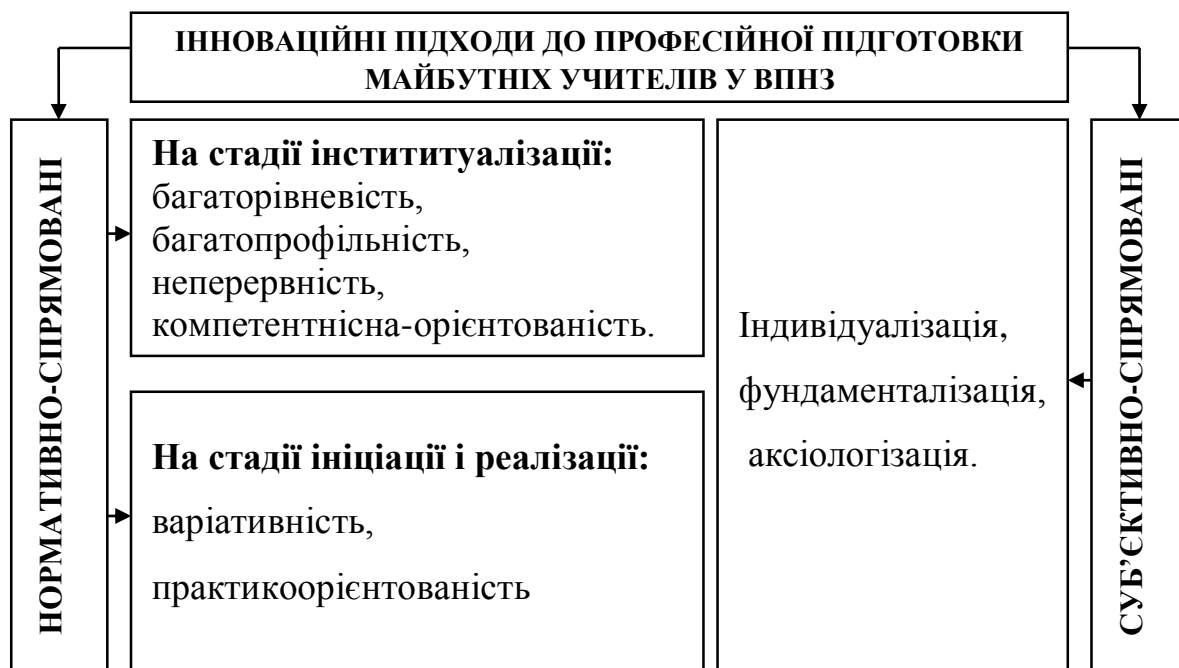 ІННОВАЦІЙНІ ПІДХОДИ ДО ПРОФЕСІЙНОЇ ПІДГОТОВКИ
МАЙБУТНІХ УЧИТЕЛІВ У ВПНЗ
НОРМАТИВНО-СПРЯМОВАНІ
На стадії інстититуалізації:
багаторівневість,
багатопрофільність,
неперервність,
компетентнісна-орієнтованість.
На стадії ініціації і реалізації:
варіативність,
практикоорієнтованість
Індивідуалізація,
фундаменталізація,
аксіологізація.
СУБ’ЄКТИВНО-СПРЯМОВАНІ